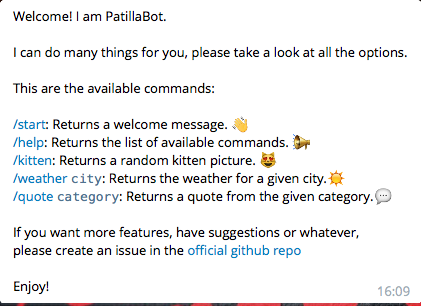 Welcome! I am PatillaBot.
I can do many things for you, please take a look at all the options.
This are the available commands:
/start: Returns a welcome message. 👋
/help: Returns the list of available commands. 📢
/kitten: Returns a random kitten picture. 😻
/weather city: Returns the weather for a given city.☀️
/quote category: Returns a quote from the given category.💬
If you want more features, have suggestions or whatever,
please create an issue in the official github repo
Enjoy!
16:09